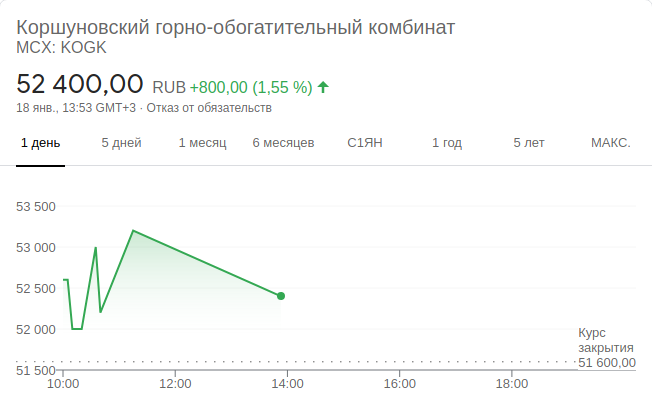 Коршуновский горно-обогатительный комбинат
MCX: KOGK
52 400,00 RUB +800,00 (1,55 %)
18 янв., 13:53 GMT+3 · Отказ от обязательств
1 день 5 дней 1 месяц 6 месяцев С1ЯН 1 год 5 лет МАКС.
53 500
53 000
52 500
52 000
Курс
закрытия
51 600,00
51 500
10:00 12:00 14:00 16:00 18:00